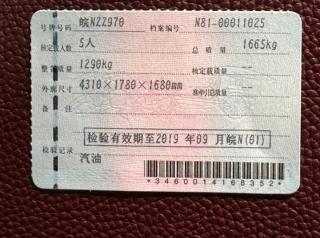 号牌号码 皖NZZ970 档案编号 N81-00011025
核定载人数 5人 总质量 1665kg
整备质量 1290kg 核定载质量 --
外廓尺寸 4310×1780×1680mm 准牵引总质量 --
备注
检验有效期至2019年09月皖N(01)
检验记录
汽油
*3460014168352*